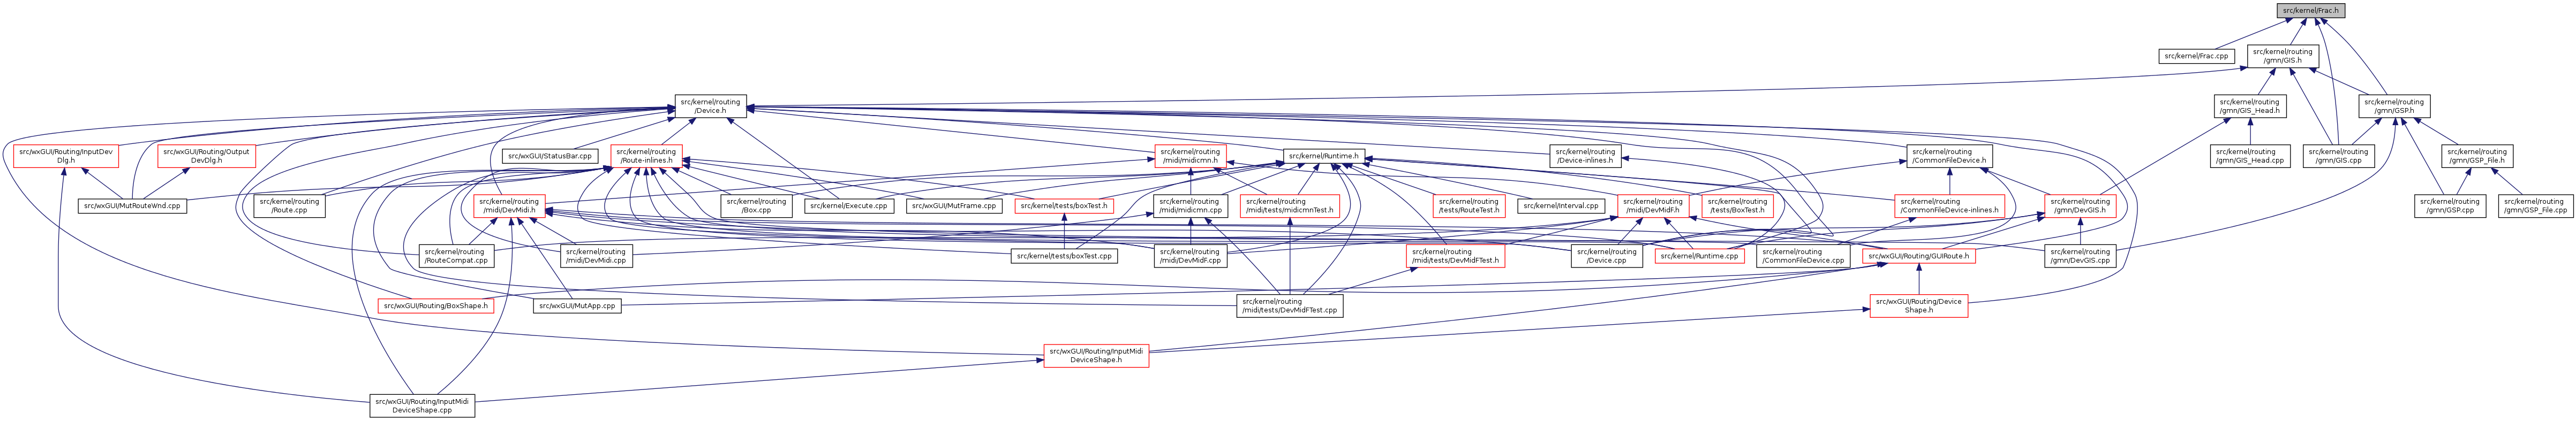 src/kernel/Frac.h
src/kernel/Frac.cpp
src/kernel/routing
/gmn/GIS.h
src/kernel/routing
/Device.h
src/kernel/routing
/gmn/GIS_Head.h
src/kernel/routing
/gmn/GSP.h
src/wxGUI/Routing/InputDev
Dlg.h
src/wxGUI/Routing/Output
DevDlg.h
src/wxGUI/StatusBar.cpp
src/kernel/routing
/Route-inlines.h
src/kernel/routing
/midi/midicmn.h
src/kernel/Runtime.h
src/kernel/routing
/Device-inlines.h
src/kernel/routing
/CommonFileDevice.h
src/kernel/routing
/gmn/GIS_Head.cpp
src/kernel/routing
/gmn/GIS.cpp
src/kernel/routing
/gmn/GSP_File.h
src/wxGUI/MutRouteWnd.cpp
src/kernel/routing
/Route.cpp
src/kernel/routing
/midi/DevMidi.h
src/kernel/routing
/Box.cpp
src/kernel/Execute.cpp
src/wxGUI/MutFrame.cpp
src/kernel/tests/boxTest.h
src/kernel/routing
/midi/midicmn.cpp
src/kernel/routing
/midi/tests/midicmnTest.h
src/kernel/routing
/tests/RouteTest.h
src/kernel/Interval.cpp
src/kernel/routing
/midi/DevMidF.h
src/kernel/routing
/tests/BoxTest.h
src/kernel/routing
/CommonFileDevice-inlines.h
src/kernel/routing
/gmn/DevGIS.h
src/kernel/routing
/gmn/GSP.cpp
src/kernel/routing
/gmn/GSP_File.cpp
src/kernel/routing
/RouteCompat.cpp
src/kernel/routing
/midi/DevMidi.cpp
src/kernel/tests/boxTest.cpp
src/kernel/routing
/midi/DevMidF.cpp
src/kernel/routing
/midi/tests/DevMidFTest.h
src/kernel/routing
/Device.cpp
src/kernel/Runtime.cpp
src/kernel/routing
/CommonFileDevice.cpp
src/wxGUI/Routing/GUIRoute.h
src/kernel/routing
/gmn/DevGIS.cpp
src/wxGUI/Routing/BoxShape.h
src/wxGUI/MutApp.cpp
src/kernel/routing
/midi/tests/DevMidFTest.cpp
src/wxGUI/Routing/Device
Shape.h
src/wxGUI/Routing/InputMidi
DeviceShape.h
src/wxGUI/Routing/InputMidi
DeviceShape.cpp